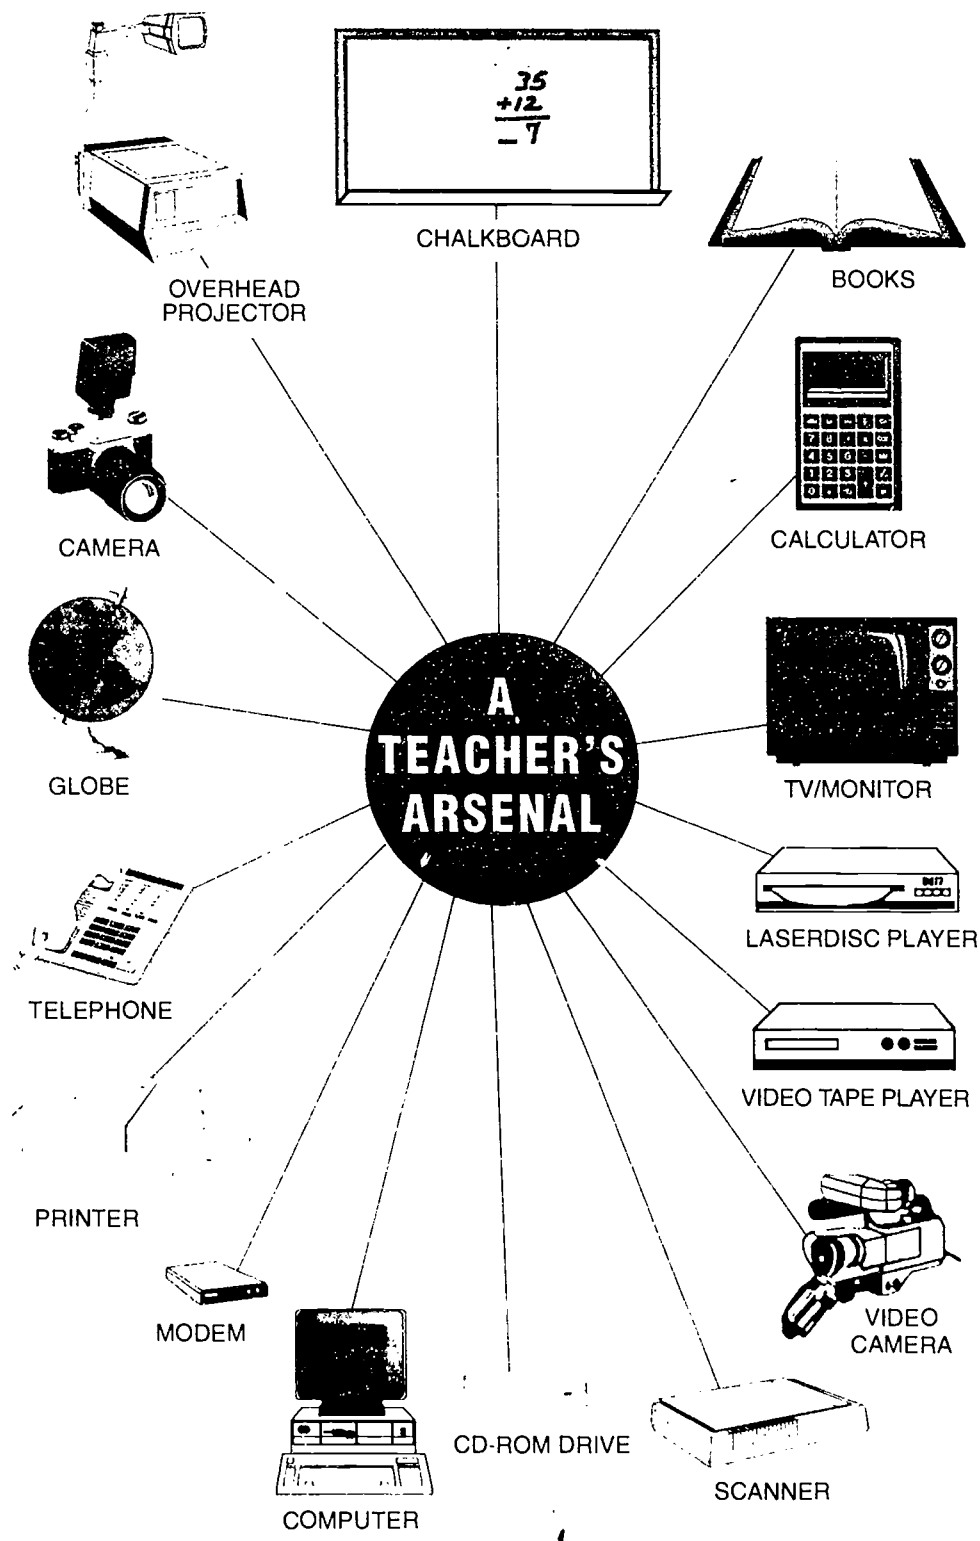 35
+12
_ 7
CHALKBOARD
BOOKS
OVERHEAD
PROJECTOR
CAMERA
CALCULATOR
GLOBE
A
TEACHER'S
ARSENAL
TV/MONITOR
LASERDISC PLAYER
TELEPHONE
VIDEO TAPE PLAYER
PRINTER
MODEM
VIDEO
CAMERA
COMPUTER
CD-ROM DRIVE
SCANNER